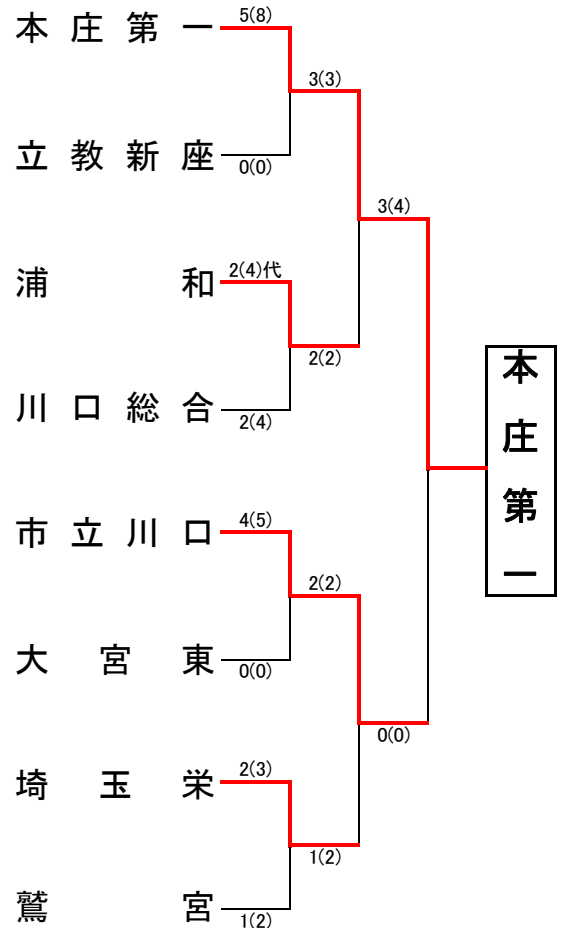 5(8)
本庄第一
3(3)
立教新座
0(0)
3(4)
2(4)代
浦和
2(2)
川口総合
2(4)
本庄第一
4(5)
市立川口
2(2)
大宮東
0(0)
0(0)
2(3)
埼玉栄
1(2)
鷲宮
1(2)